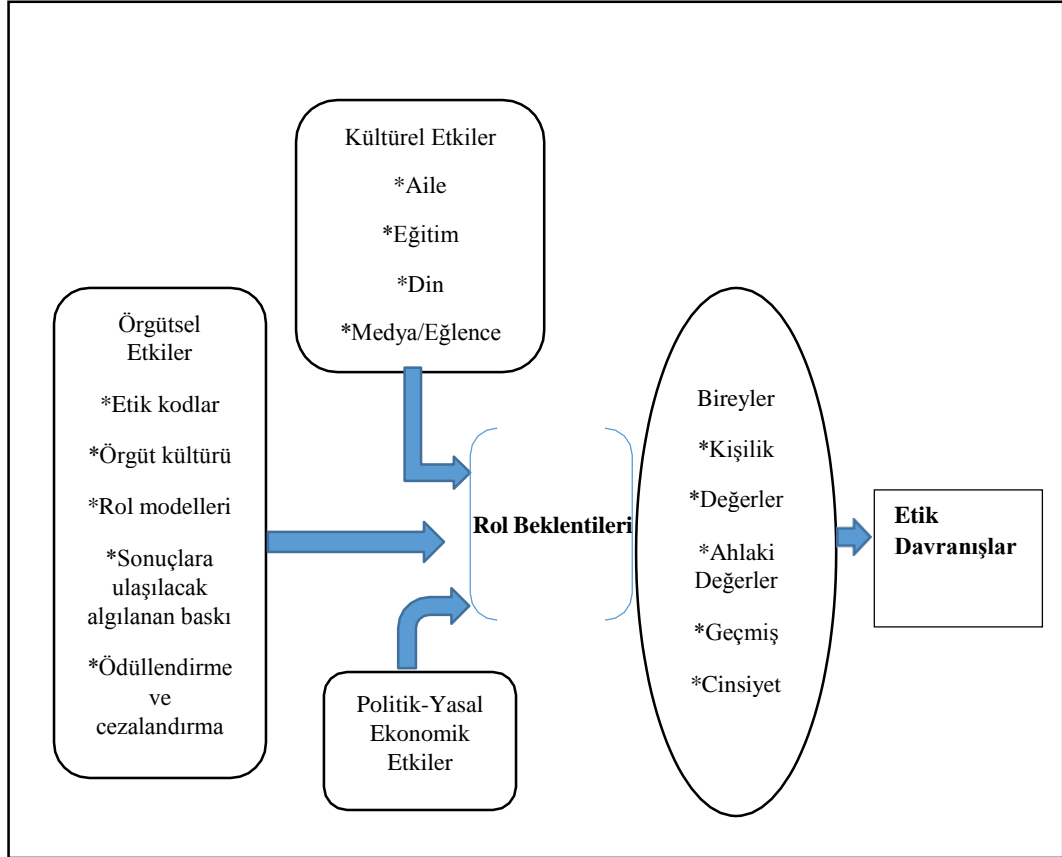 Kültürel Etkiler
*Aile
*Eğitim
*Din
*Medya/Eğlence
Örgütsel
Etkiler
*Etik kodlar
*Örgüt kültürü
*Rol modelleri
*Sonuçlara
ulaşılacak
algılanan baskı
*Ödüllendirme
ve
cezalandırma
Politik-Yasal
Ekonomik
Etkiler
Rol Beklentileri
Bireyler
*Kişilik
*Değerler
*Ahlaki
Değerler
*Geçmiş
*Cinsiyet
Etik
Davranışlar